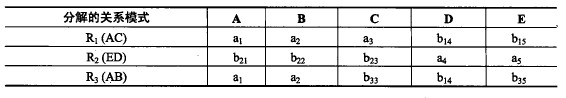 分解的关系模式 A B C D E
R₁ (AC) a₁ a₂ a₃ b₁₄ b₁₅
R₂ (ED) b₂₁ b₂₂ b₂₃ a₄ a₅
R₃ (AB) a₁ a₂ b₃₃ b₁₄ b₃₅